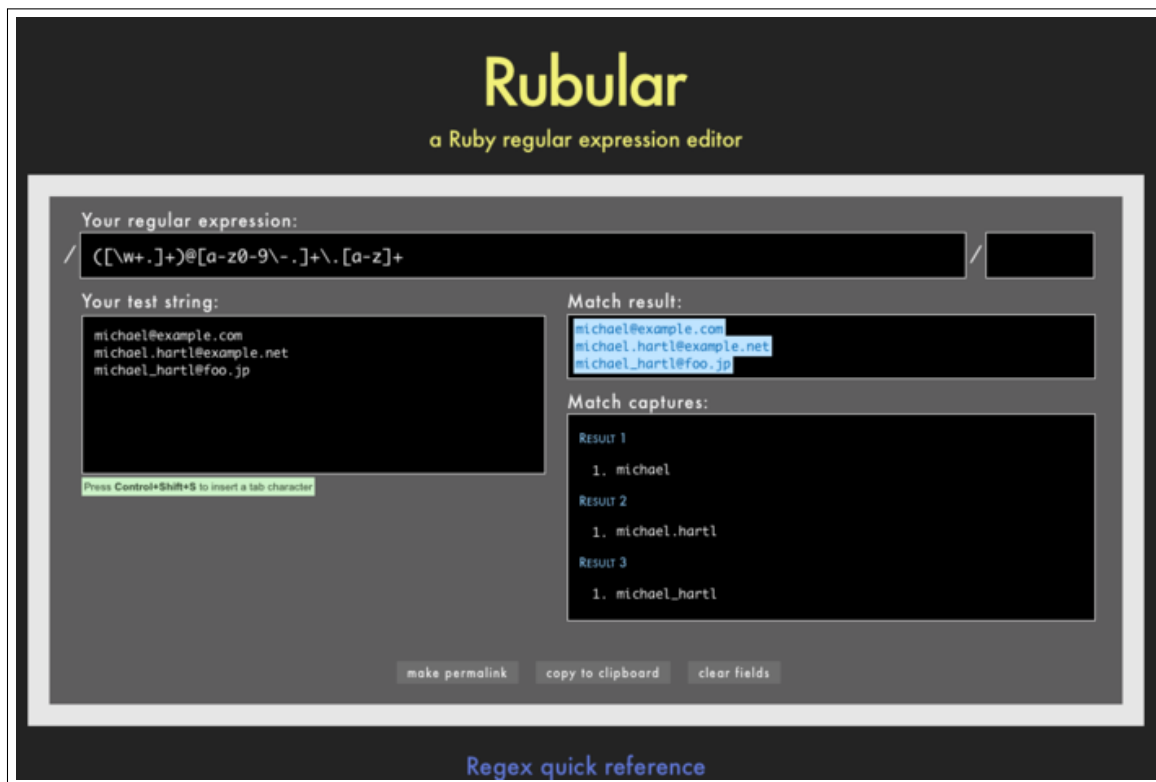 Rubular
a Ruby regular expression editor
Your regular expression:
/ ([\w+.]+)@[a-z0-9\-.]+\.[a-z]+ /
Your test string:
michael@example.com
michael.hartl@example.net
michael_hartl@foo.jp
Press Control+Shift+S to insert a tab character
Match result:
michael@example.com
michael.hartl@example.net
michael_hartl@foo.jp
Match captures:
RESULT 1
1. michael
RESULT 2
1. michael.hartl
RESULT 3
1. michael_hartl
make permalink copy to clipboard clear fields
Regex quick reference